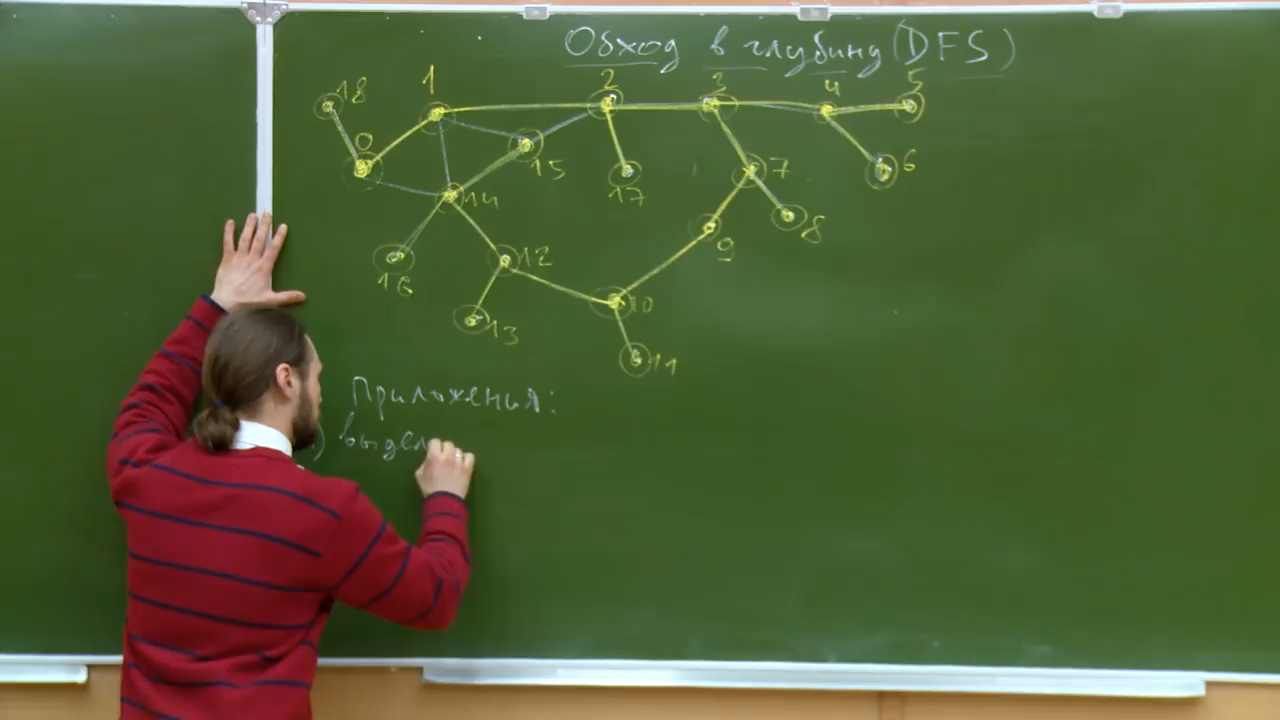 Обход в глубину (DFS)
18 1 2 3 4 5
0 15 17 7 6
14 8
16 12 9
13 10
11
Приложения:
) выдел